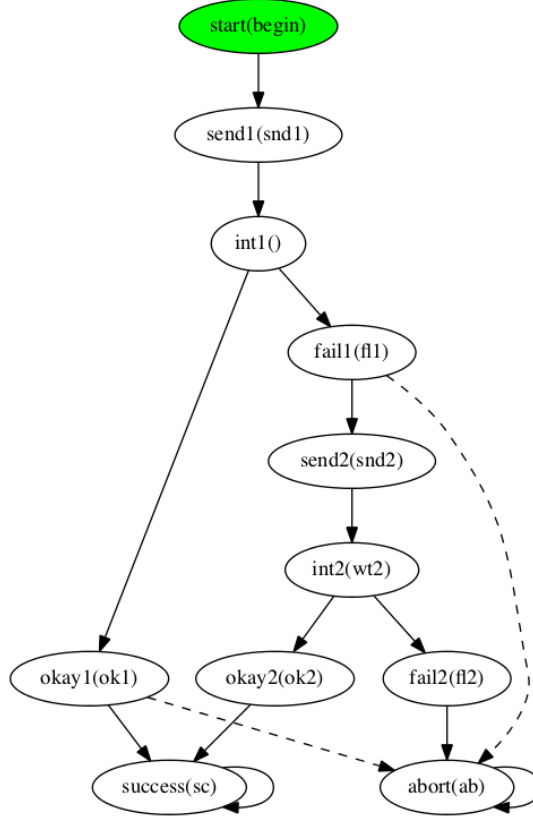 start(begin)
send1(snd1)
int1()
fail1(fl1)
send2(snd2)
int2(wt2)
okay1(ok1)
okay2(ok2)
fail2(fl2)
success(sc)
abort(ab)